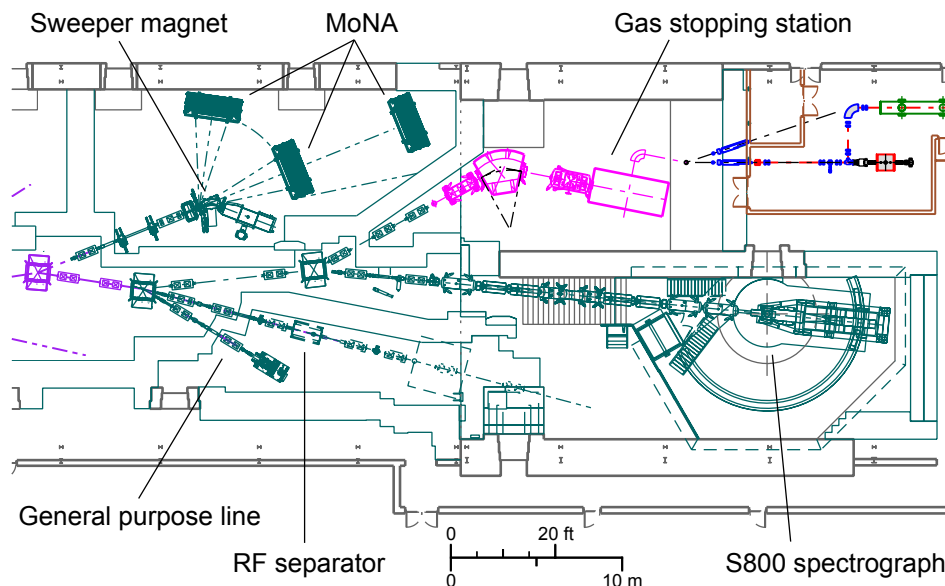 Sweeper magnet
MoNA
Gas stopping station
General purpose line
RF separator
0
20 ft
0
10 m
S800 spectrograph